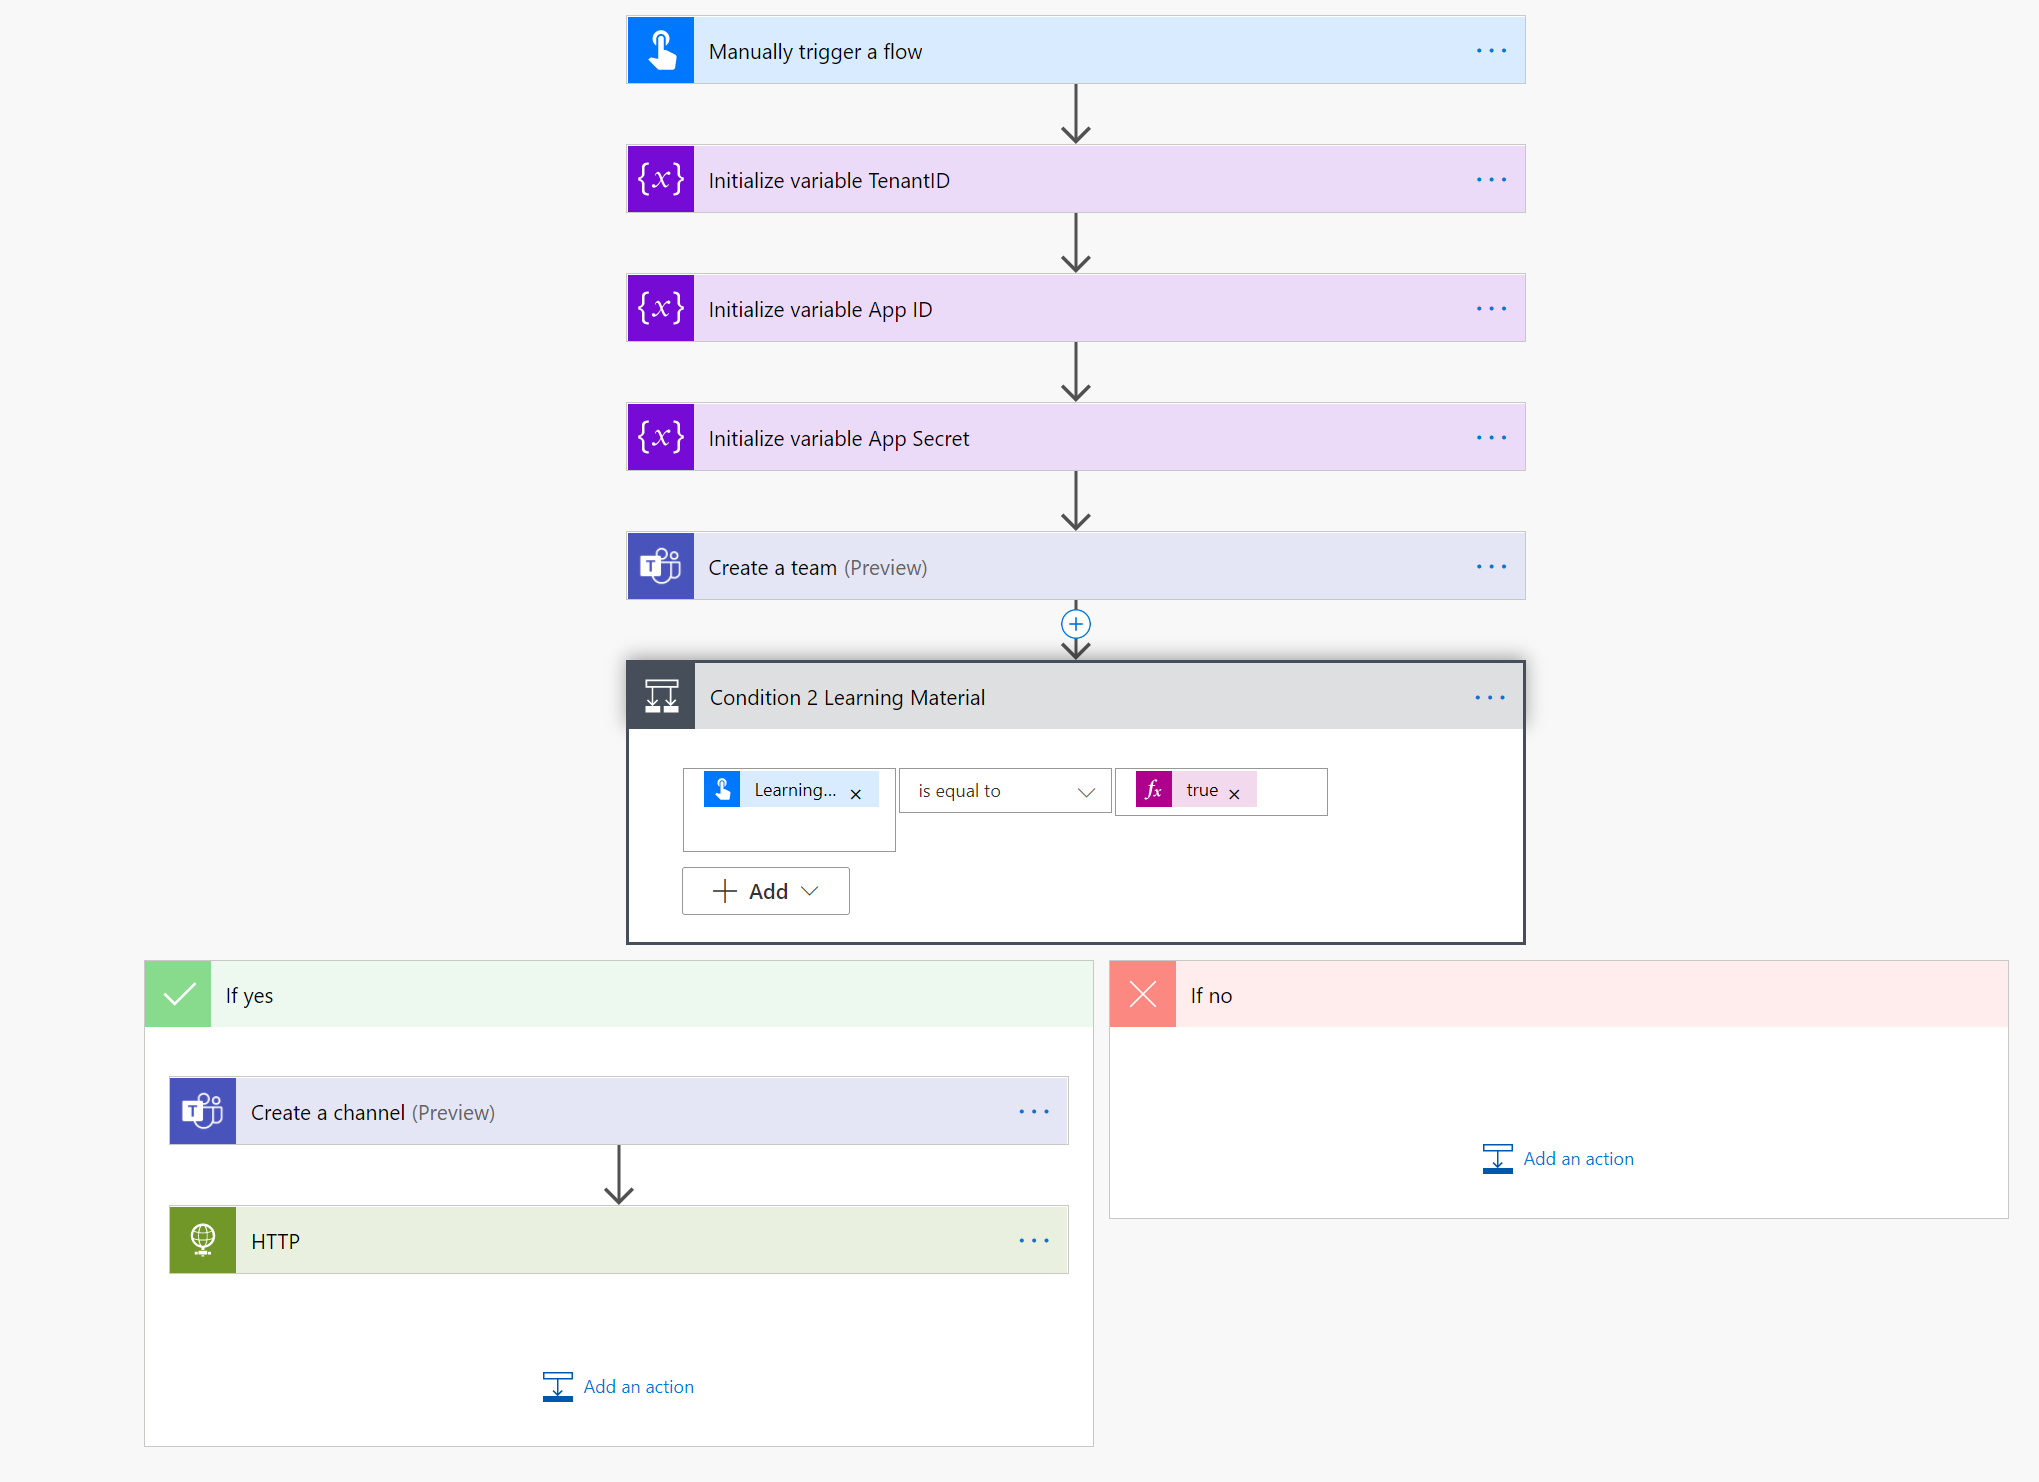 Manually trigger a flow
{x} Initialize variable TenantID
{x} Initialize variable App ID
{x} Initialize variable App Secret
T Create a team (Preview)
Condition 2 Learning Material
Learning... × is equal to fx true ×
+ Add
If yes
If no
T Create a channel (Preview)
Add an action
HTTP
Add an action